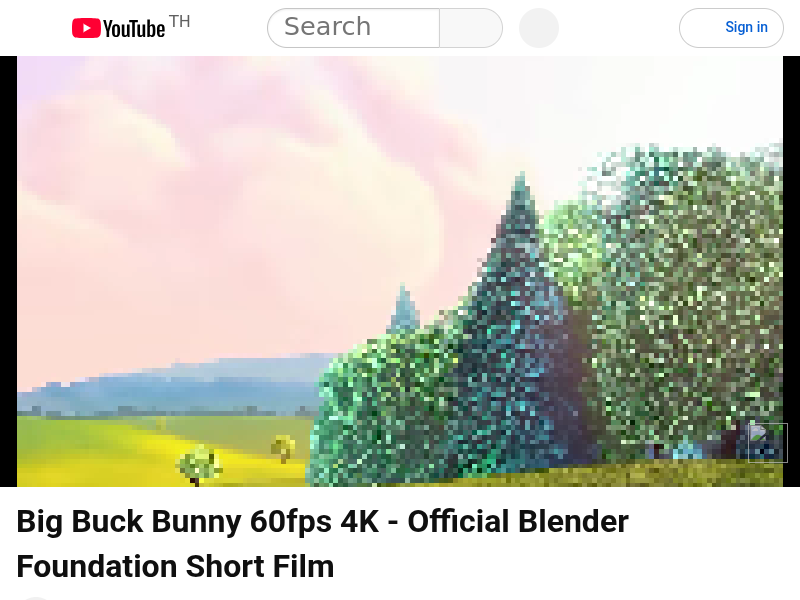 YouTube TH
Search
Sign in
Big Buck Bunny 60fps 4K - Official Blender
Foundation Short Film